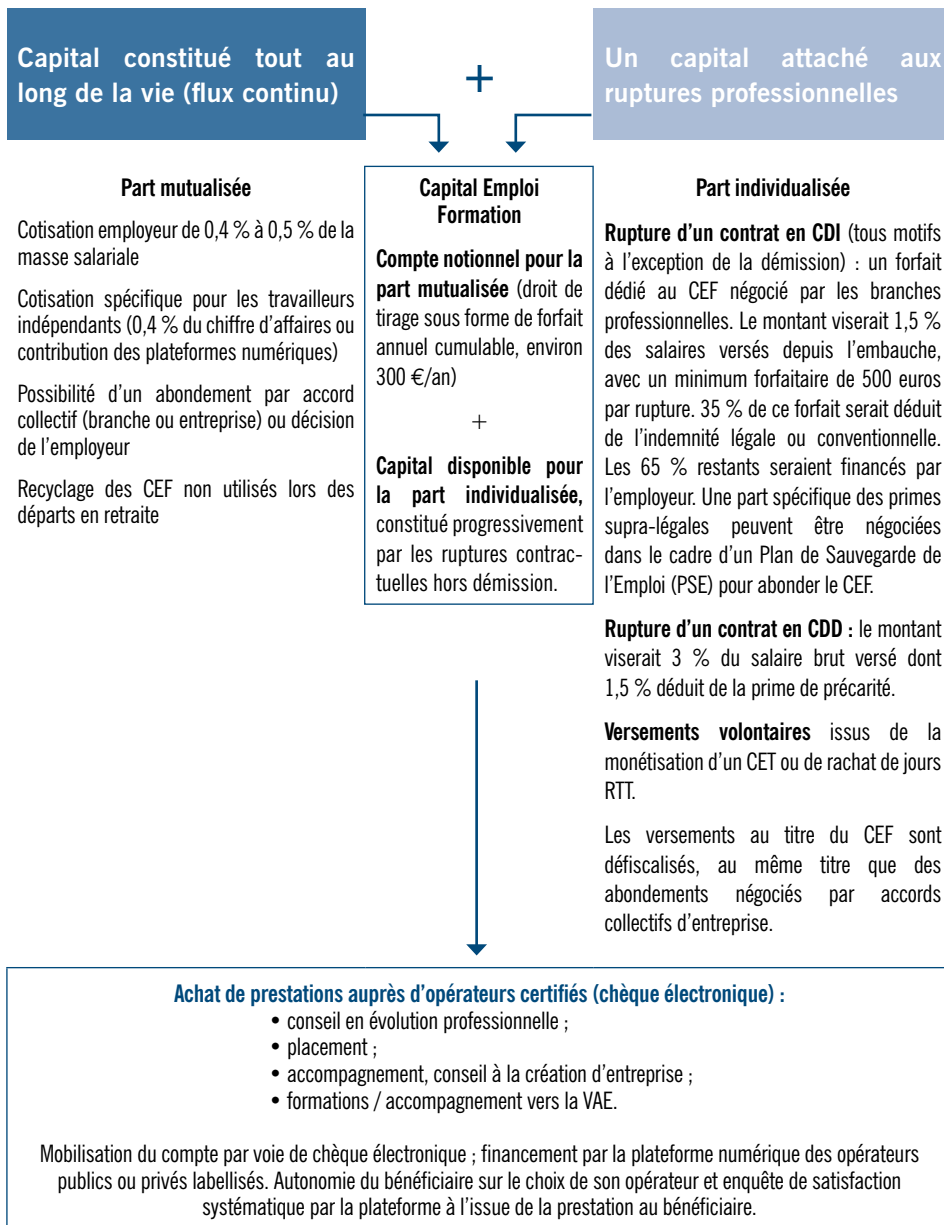 Capital constitué tout au
long de la vie (flux continu)
+
Un capital attaché aux
ruptures professionnelles
Part mutualisée
Cotisation employeur de 0,4 % à 0,5 % de la
masse salariale
Cotisation spécifique pour les travailleurs
indépendants (0,4 % du chiffre d’affaires ou
contribution des plateformes numériques)
Possibilité d’un abondement par accord
collectif (branche ou entreprise) ou décision
de l’employeur
Recyclage des CEF non utilisés lors des
départs en retraite
Capital Emploi
Formation
Compte notionnel pour la
part mutualisée (droit de
tirage sous forme de forfait
annuel cumulable, environ
300 €/an)
+
Capital disponible pour
la part individualisée,
constitué progressivement
par les ruptures contrac-
tuelles hors démission.
Part individualisée
Rupture d’un contrat en CDI (tous motifs
à l’exception de la démission) : un forfait
dédié au CEF négocié par les branches
professionnelles. Le montant viserait 1,5 %
des salaires versés depuis l’embauche,
avec un minimum forfaitaire de 500 euros
par rupture. 35 % de ce forfait serait déduit
de l’indemnité légale ou conventionnelle.
Les 65 % restants seraient financés par
l’employeur. Une part spécifique des primes
supra-légales peuvent être négociées
dans le cadre d’un Plan de Sauvegarde de
l’Emploi (PSE) pour abonder le CEF.
Rupture d’un contrat en CDD : le montant
viserait 3 % du salaire brut versé dont
1,5 % déduit de la prime de précarité.
Versements volontaires issus de la
monétisation d’un CET ou de rachat de jours
RTT.
Les versements au titre du CEF sont
défiscalisés, au même titre que des
abondements négociés par accords
collectifs d’entreprise.
Achat de prestations auprès d’opérateurs certifiés (chèque électronique) :
• conseil en évolution professionnelle ;
• placement ;
• accompagnement, conseil à la création d’entreprise ;
• formations / accompagnement vers la VAE.
Mobilisation du compte par voie de chèque électronique ; financement par la plateforme numérique des opérateurs
publics ou privés labellisés. Autonomie du bénéficiaire sur le choix de son opérateur et enquête de satisfaction
systématique par la plateforme à l’issue de la prestation au bénéficiaire.